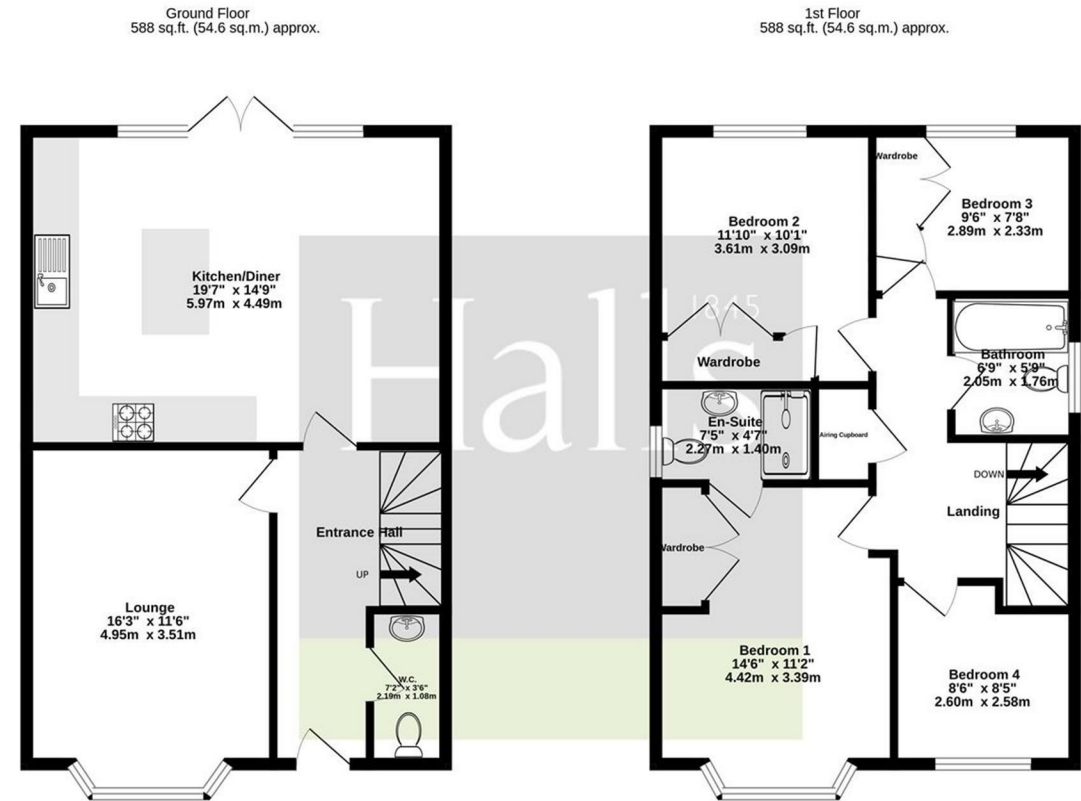 Ground Floor
588 sq.ft. (54.6 sq.m.) approx.
1st Floor
588 sq.ft. (54.6 sq.m.) approx.
Kitchen/Diner
19'7" x 14'9"
5.97m x 4.49m
Entrance Hall
UP
Lounge
16'3" x 11'6"
4.95m x 3.51m
W.C.
7'2" x 3'6"
2.19m x 1.08m
Halls
1845
Bedroom 2
11'10" x 10'1"
3.61m x 3.09m
Wardrobe
Wardrobe
Bedroom 3
9'6" x 7'8"
2.89m x 2.33m
Bathroom
6'9" x 5'9"
2.05m x 1.76m
En-Suite
7'5" x 4'7"
2.27m x 1.40m
Airing Cupboard
DOWN
Landing
Wardrobe
Bedroom 1
14'6" x 11'2"
4.42m x 3.39m
Bedroom 4
8'6" x 8'5"
2.60m x 2.58m